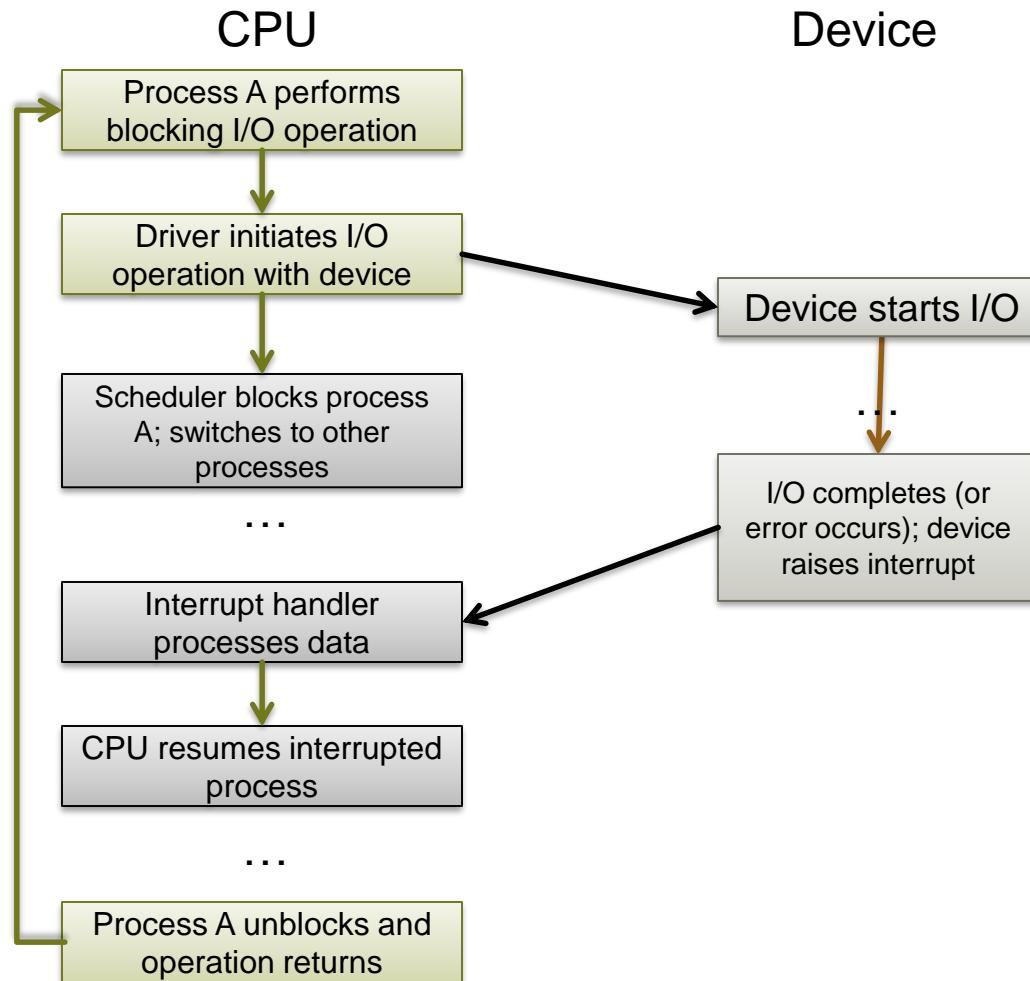 CPU
Device
Process A performs
blocking I/O operation
Driver initiates I/O
operation with device
Device starts I/O
Scheduler blocks process
A; switches to other
processes
...
...
I/O completes (or
error occurs); device
raises interrupt
Interrupt handler
processes data
CPU resumes interrupted
process
...
Process A unblocks and
operation returns